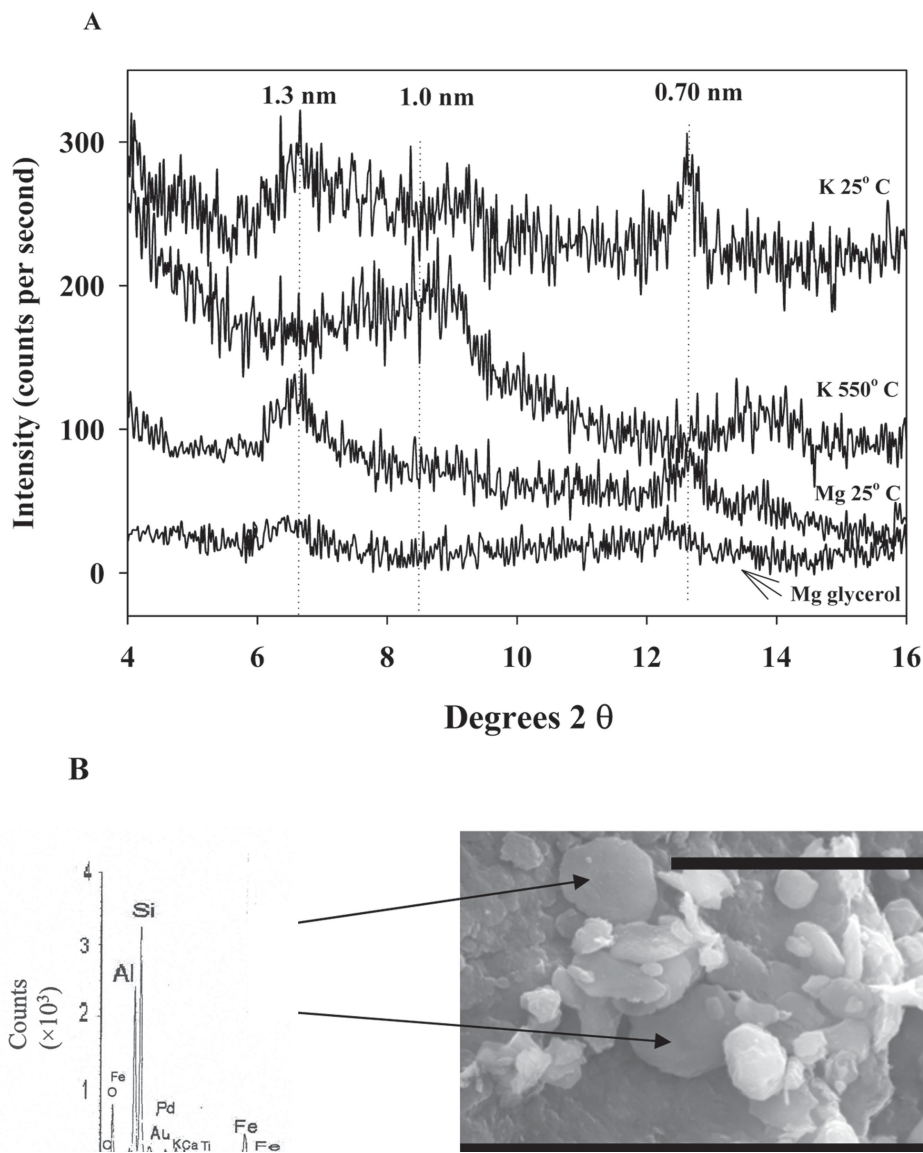 A
1.3 nm
1.0 nm
0.70 nm
300
200
100
0
Intensity (counts per second)
K 25° C
K 550° C
Mg 25° C
Mg glycerol
4 6 8 10 12 14 16
Degrees 2 θ
B
4
3
2
1
Counts
(×10³)
Si
Al
Fe
O
C
Pd
Au
K Ca Ti
Fe
Fe